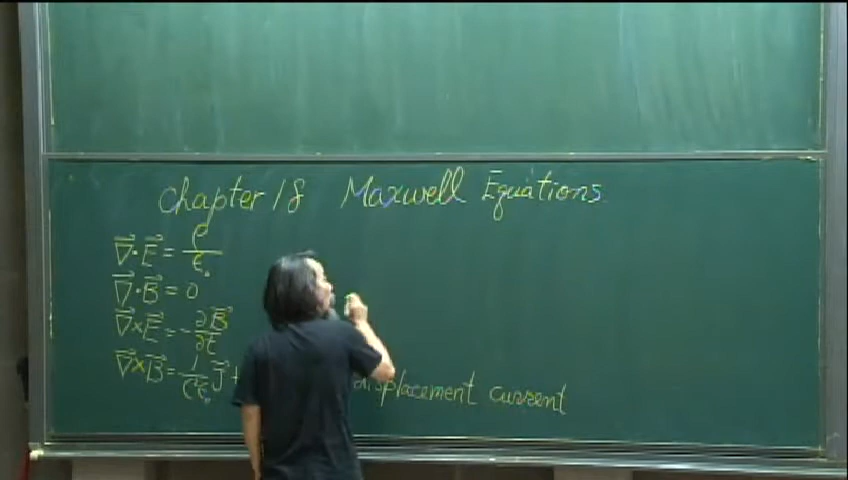 Chapter 18 Maxwell Equations
∇⃗·E⃗ = ρ/ε₀
∇⃗·B⃗ = 0
∇⃗×E⃗ = -∂B⃗/∂t
∇⃗×B⃗ = 1/(c²ε₀) J⃗ + displacement current